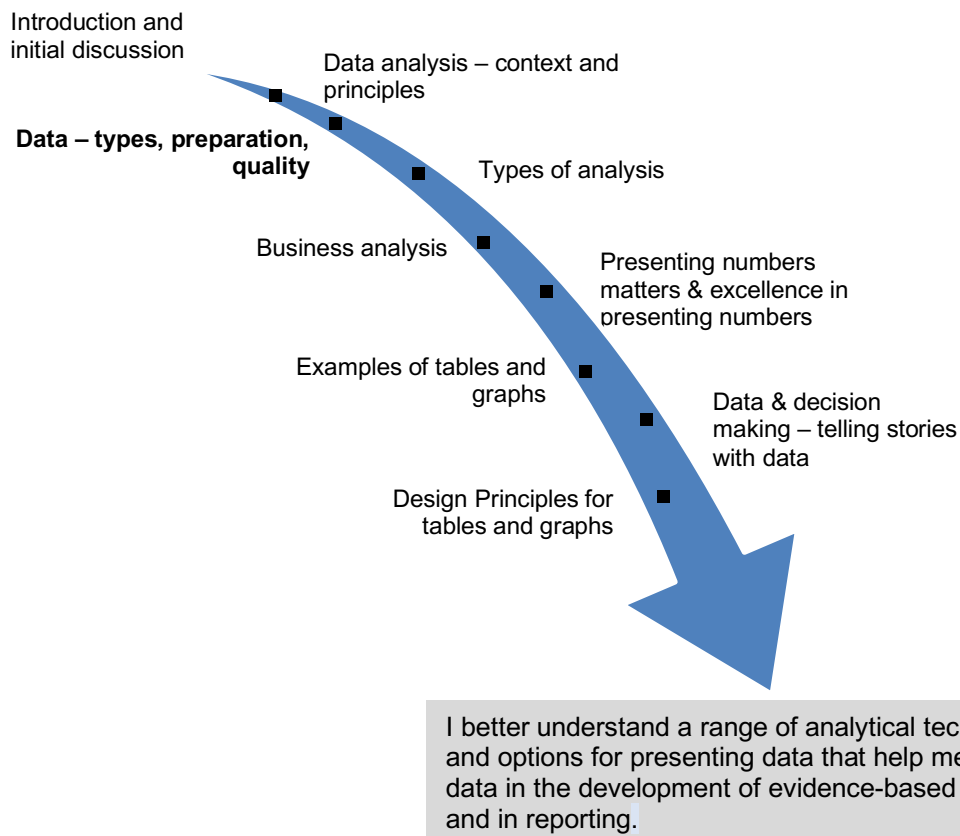 Introduction and
initial discussion
Data analysis – context and
principles
Data – types, preparation,
quality
Types of analysis
Business analysis
Presenting numbers
matters & excellence in
presenting numbers
Examples of tables and
graphs
Data & decision
making – telling stories
with data
Design Principles for
tables and graphs
I better understand a range of analytical
and options for presenting data that help me
data in the development of evidence-based
and in reporting.